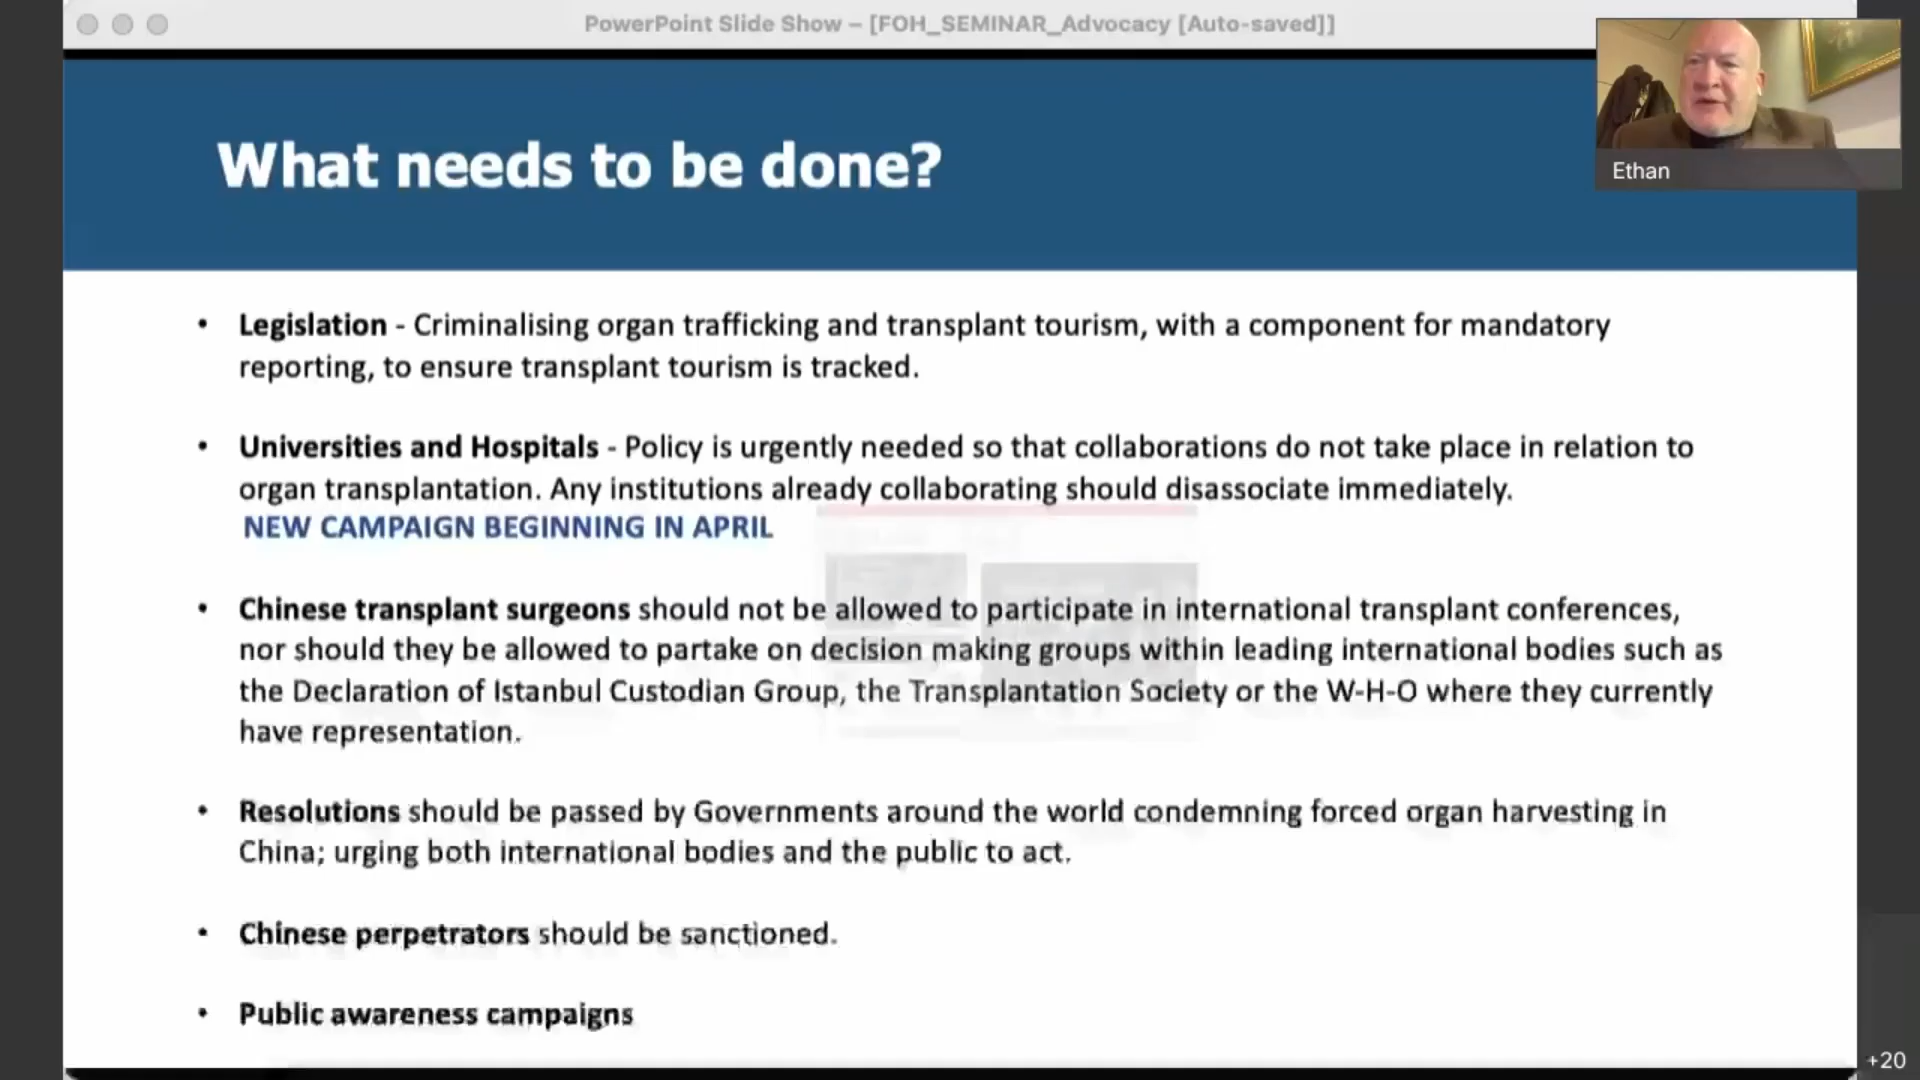 PowerPoint Slide Show – [FOH_SEMINAR_Advocacy [Auto-saved]]
Ethan
What needs to be done?
• Legislation - Criminalising organ trafficking and transplant tourism, with a component for mandatory
reporting, to ensure transplant tourism is tracked.
• Universities and Hospitals - Policy is urgently needed so that collaborations do not take place in relation to
organ transplantation. Any institutions already collaborating should disassociate immediately.
NEW CAMPAIGN BEGINNING IN APRIL
• Chinese transplant surgeons should not be allowed to participate in international transplant conferences,
nor should they be allowed to partake on decision making groups within leading international bodies such as
the Declaration of Istanbul Custodian Group, the Transplantation Society or the W-H-O where they currently
have representation.
• Resolutions should be passed by Governments around the world condemning forced organ harvesting in
China; urging both international bodies and the public to act.
• Chinese perpetrators should be sanctioned.
• Public awareness campaigns
+20